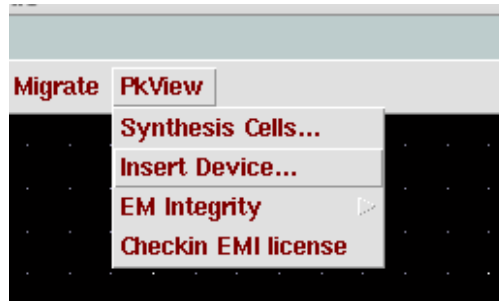 Migrate PkView
Synthesis Cells...
Insert Device...
EM Integrity
Checkin EMI license